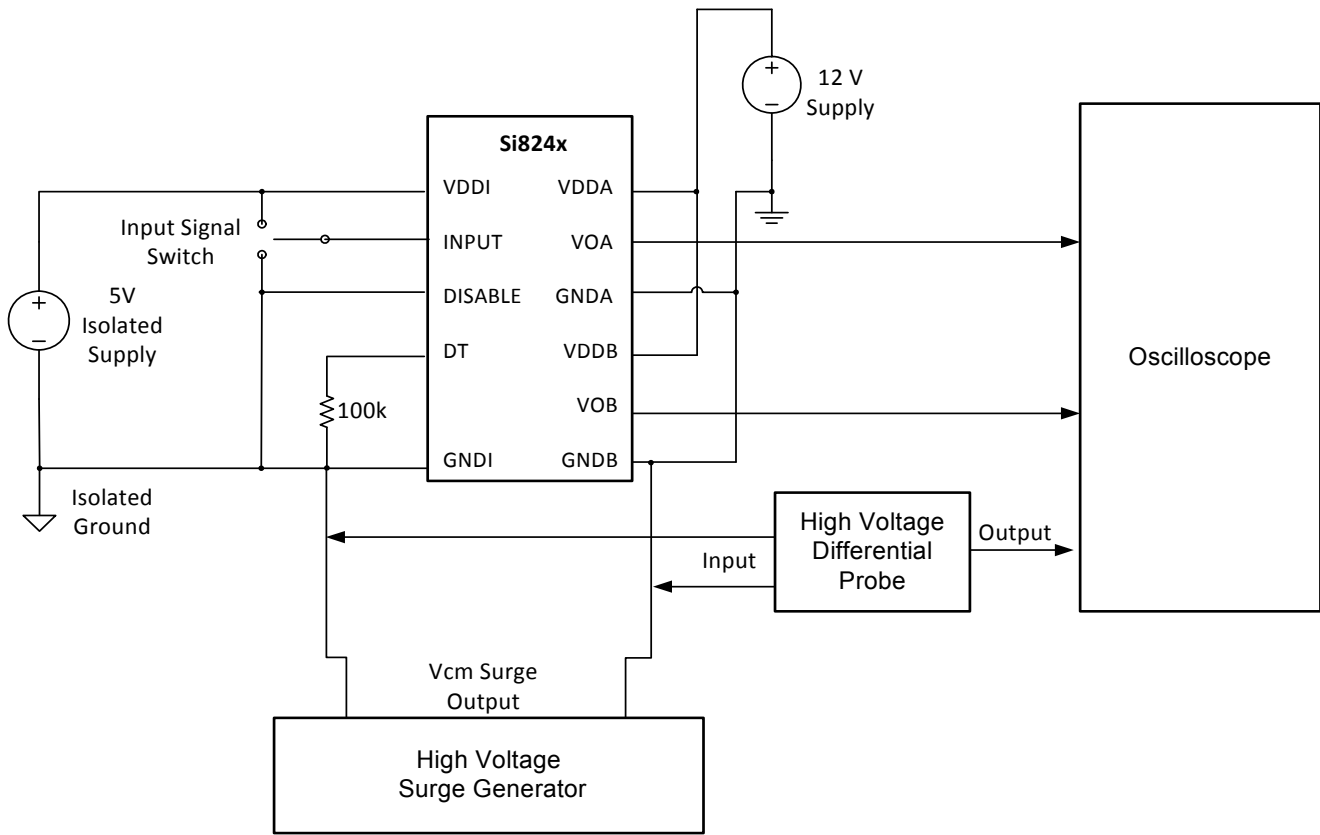 12 V
Supply
Si824x
VDDI
VDDA
Input Signal
Switch
INPUT
VOA
5V
Isolated
Supply
DISABLE
GNDA
DT
VDDB
Oscilloscope
100k
VOB
GNDI
GNDB
Isolated
Ground
High Voltage
Differential
Probe
Output
Input
Vcm Surge
Output
High Voltage
Surge Generator